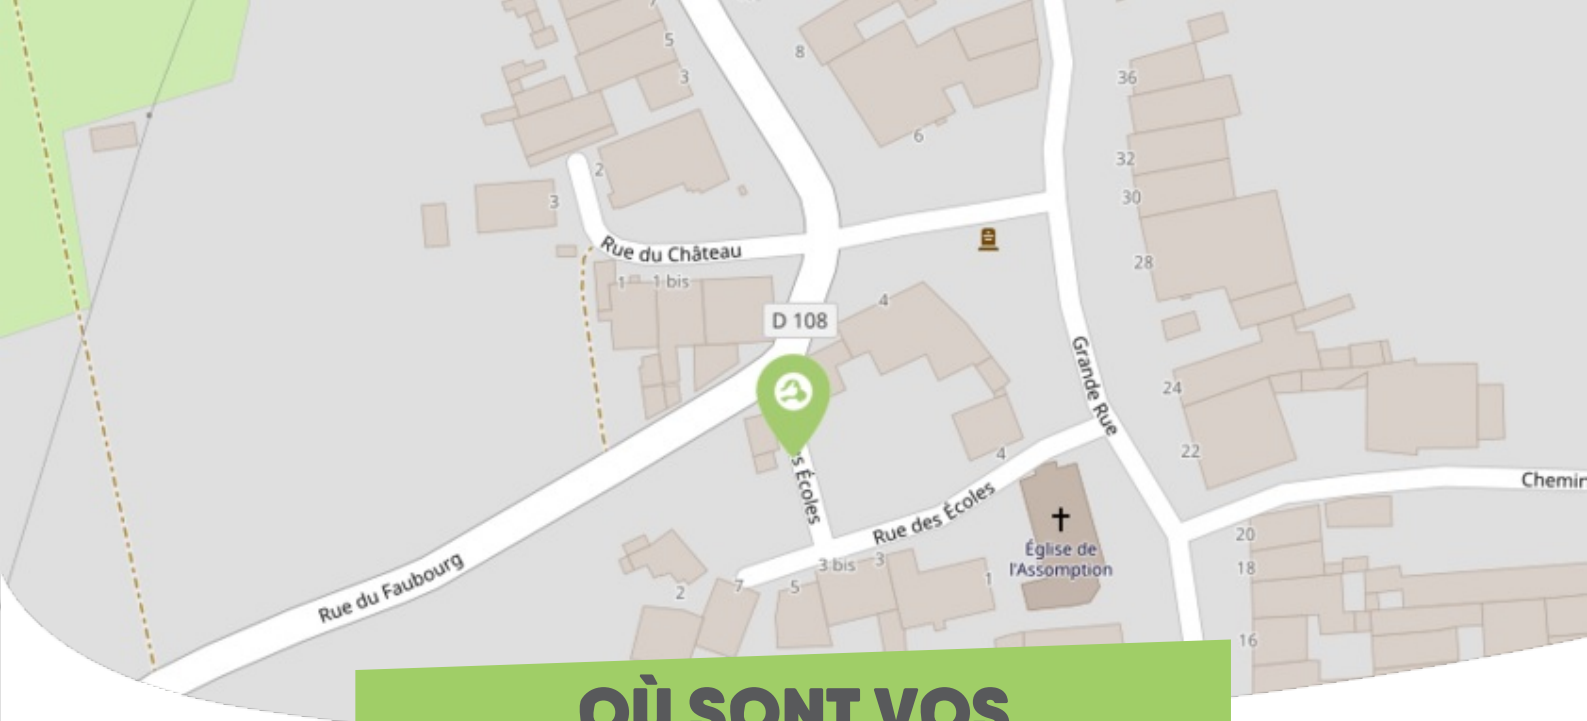 7
5
3
8
6
36
32
30
2
3
Rue du Château
1
1 bis
28
D 108
4
Grande Rue
24
22
4
s Écoles
Rue des Écoles
Chemin
Église de
l'Assomption
20
18
16
3 bis
3
1
5
7
2
Rue du Faubourg
OÙ SONT VOS